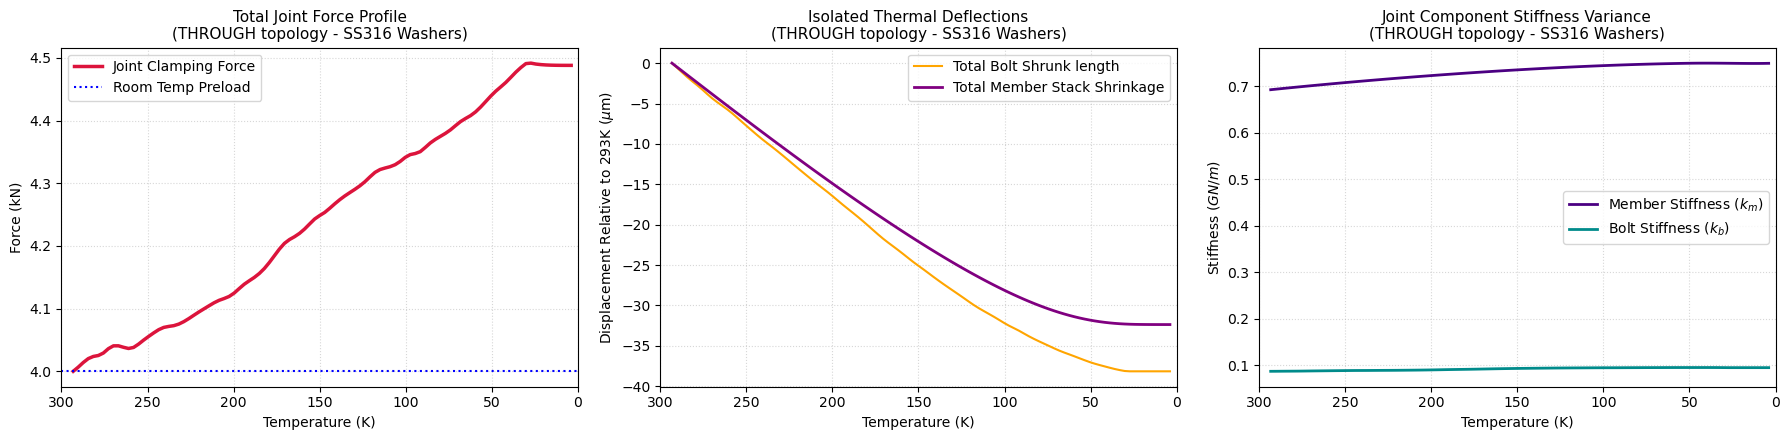 Total Joint Force Profile
(THROUGH topology - SS316 Washers)
Joint Clamping Force
Room Temp Preload
Force (kN)
4.5
4.4
4.3
4.2
4.1
4.0
300 250 200 150 100 50 0
Temperature (K)
Isolated Thermal Deflections
(THROUGH topology - SS316 Washers)
Total Bolt Shrunk length
Total Member Stack Shrinkage
Displacement Relative to 293K (μm)
0
−5
−10
−15
−20
−25
−30
−35
−40
300 250 200 150 100 50 0
Temperature (K)
Joint Component Stiffness Variance
(THROUGH topology - SS316 Washers)
Member Stiffness (k_m)
Bolt Stiffness (k_b)
Stiffness (GN/m)
0.7
0.6
0.5
0.4
0.3
0.2
0.1
300 250 200 150 100 50 0
Temperature (K)